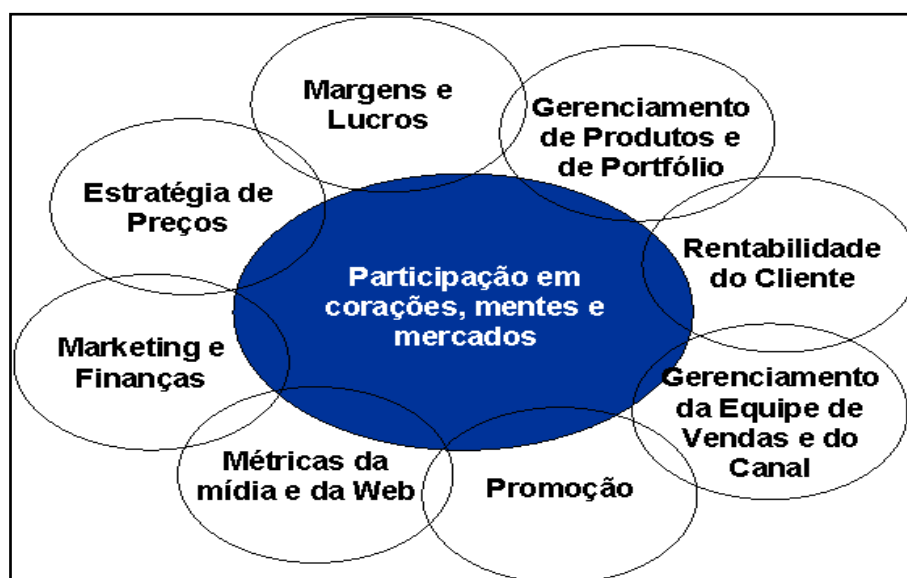 Margens e
Lucros
Gerenciamento
de Produtos e
de Portfólio
Estratégia de
Preços
Rentabilidade
do Cliente
Participação em
corações, mentes e
mercados
Marketing e
Finanças
Gerenciamento
da Equipe de
Vendas e do
Canal
Métricas da
mídia e da Web
Promoção